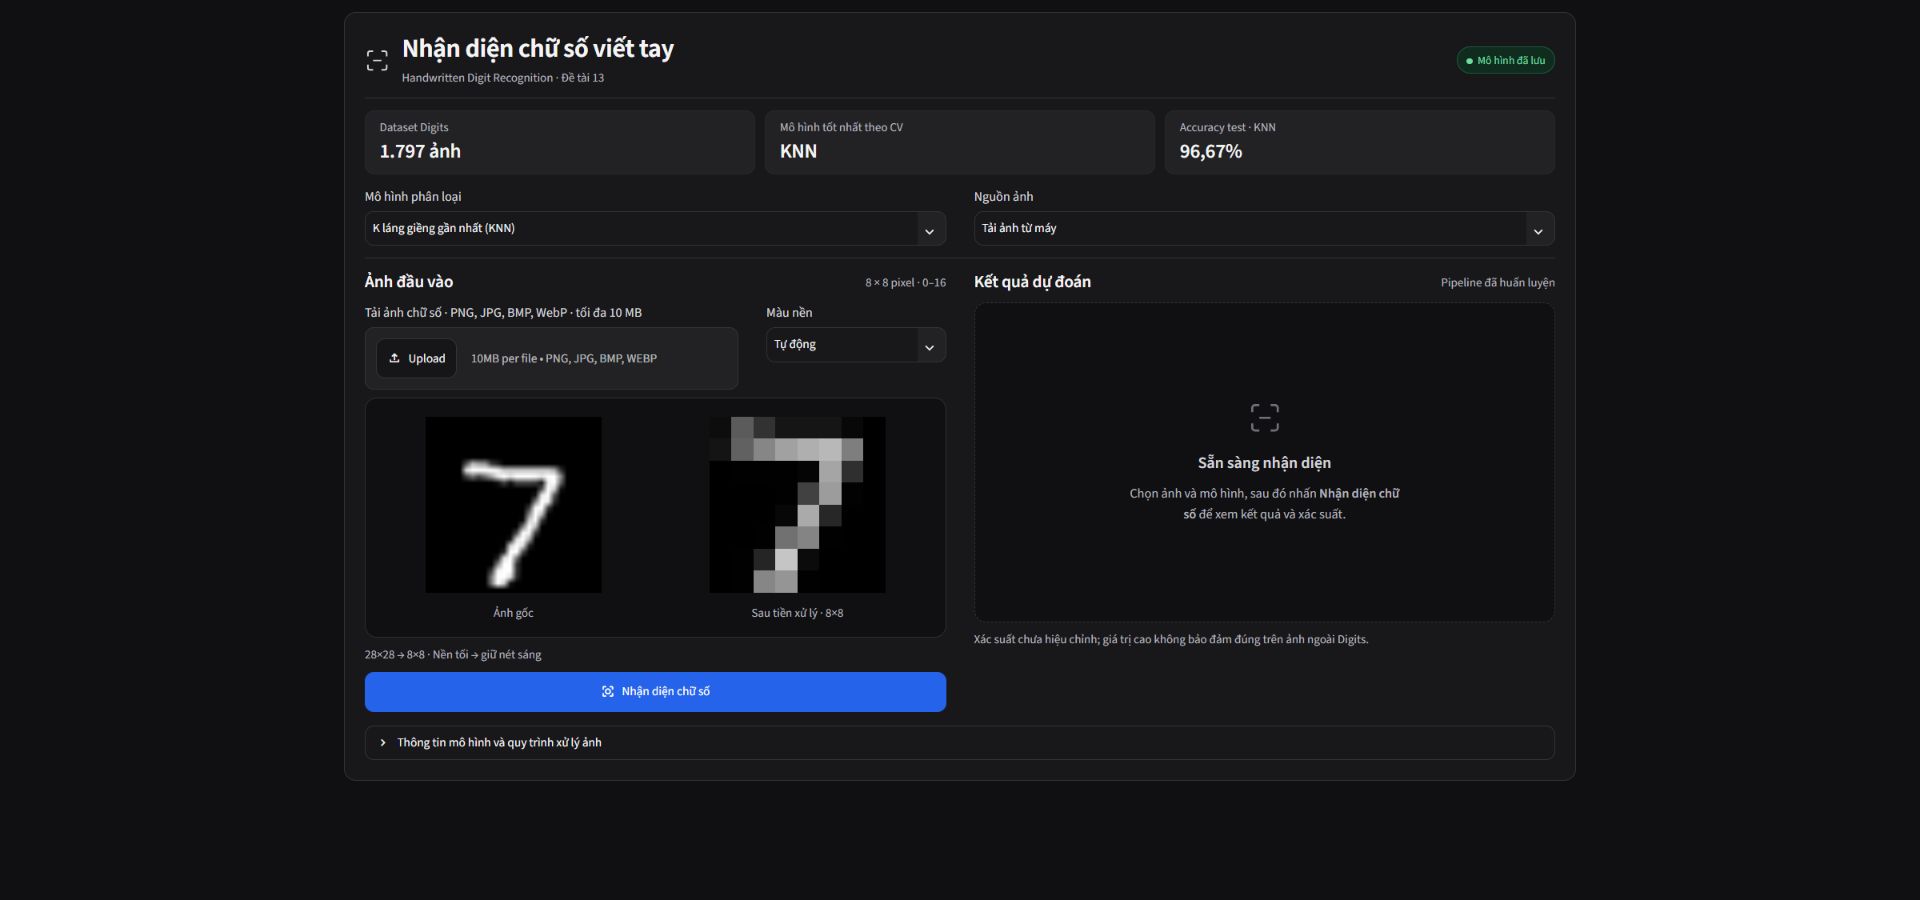 Nhận diện chữ số viết tay
Handwritten Digit Recognition · Đề tài 13
Mô hình đã lưu
Dataset Digits
1.797 ảnh
Mô hình tốt nhất theo CV
KNN
Accuracy test · KNN
96,67%
Mô hình phân loại
K láng giềng gần nhất (KNN)
Nguồn ảnh
Tải ảnh từ máy
Ảnh đầu vào
8 × 8 pixel · 0–16
Tải ảnh chữ số · PNG, JPG, BMP, WebP · tối đa 10 MB
Upload
10MB per file • PNG, JPG, BMP, WEBP
Màu nền
Tự động
7
7
Ảnh gốc
Sau tiền xử lý · 8×8
28×28 → 8×8 · Nền tối → giữ nét sáng
Nhận diện chữ số
Kết quả dự đoán
Pipeline đã huấn luyện
Sẵn sàng nhận diện
Chọn ảnh và mô hình, sau đó nhấn Nhận diện chữ
số để xem kết quả và xác suất.
Xác suất chưa hiệu chỉnh; giá trị cao không bảo đảm đúng trên ảnh ngoài Digits.
Thông tin mô hình và quy trình xử lý ảnh